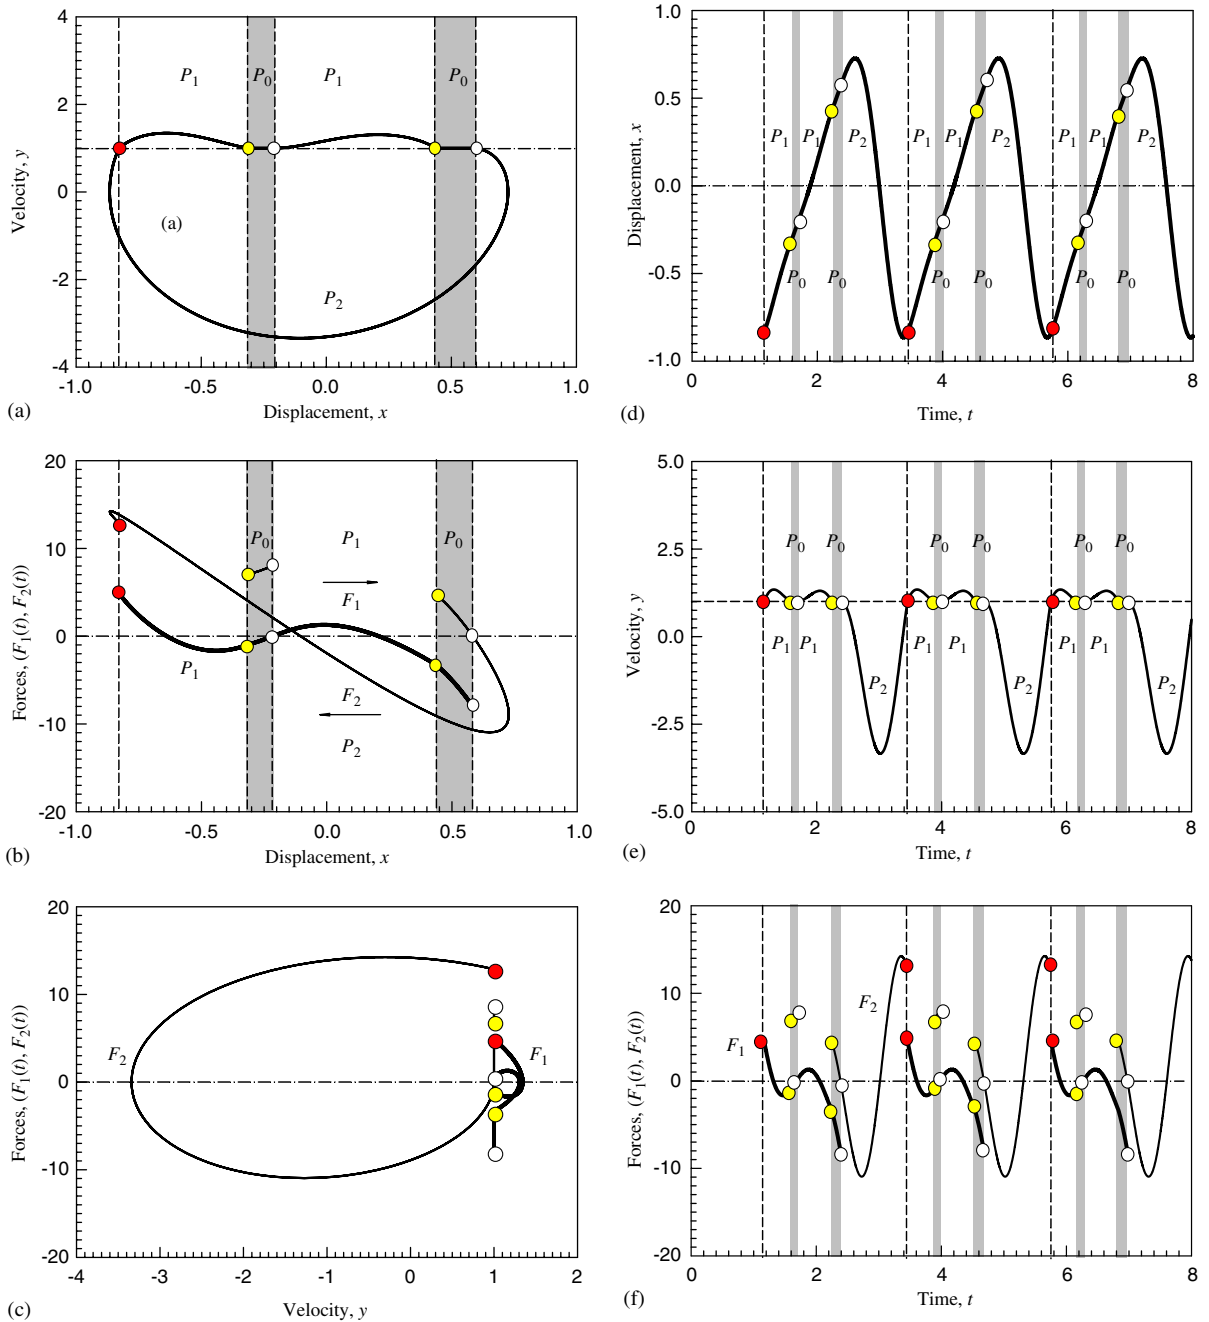 4
2
0
-2
-4
-1.0 -0.5 0.0 0.5 1.0
Velocity, y
Displacement, x
P1 P0 P1 P0
(a)
P2
(a)
1.0
0.5
0.0
-0.5
-1.0
0 2 4 6 8
Displacement, x
Time, t
P1 P1 P2 P1 P1 P2 P1 P1 P2
P0 P0 P0 P0 P0 P0
(d)
20
10
0
-10
-20
-1.0 -0.5 0.0 0.5 1.0
Forces, (F1(t), F2(t))
Displacement, x
P0 P1 P0
F1
P1
F2
P2
(b)
5.0
2.5
0.0
-2.5
-5.0
0 2 4 6 8
Velocity, y
Time, t
P0 P0 P0 P0 P0 P0
P1 P1 P1 P1 P1 P1
P2 P2 P2
(e)
20
10
0
-10
-20
-4 -3 -2 -1 0 1 2
Forces, (F1(t), F2(t))
Velocity, y
F2 F1
(c)
20
10
0
-10
-20
0 2 4 6 8
Forces, (F1(t), F2(t))
Time, t
F2
F1
(f)